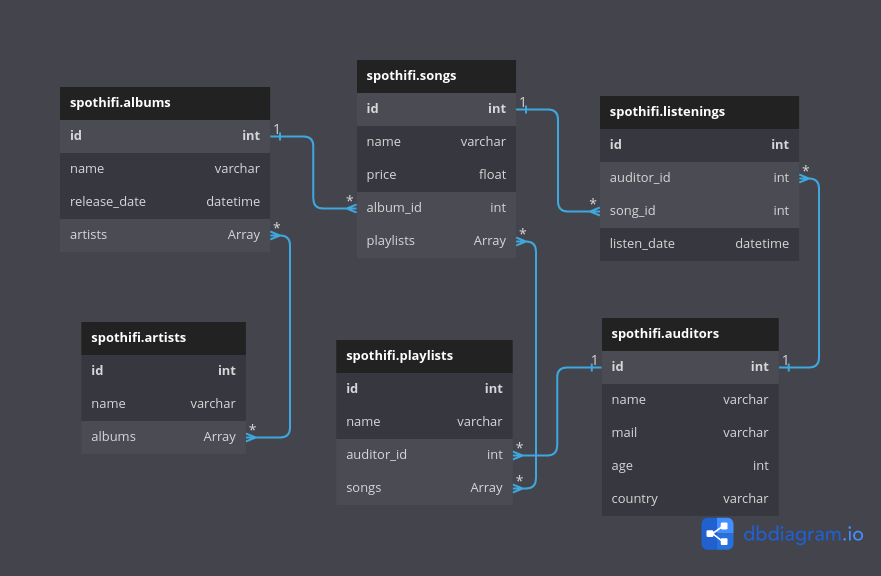 spothifi.albums
id int
name varchar
release_date datetime
artists Array
spothifi.songs
id int
name varchar
price float
album_id int
playlists Array
spothifi.listenings
id int
auditor_id int
song_id int
listen_date datetime
spothifi.artists
id int
name varchar
albums Array
spothifi.playlists
id int
name varchar
auditor_id int
songs Array
spothifi.auditors
id int
name varchar
mail varchar
age int
country varchar
1
*
*
*
1
*
*
*
*
*
1
1
dbdiagram.io